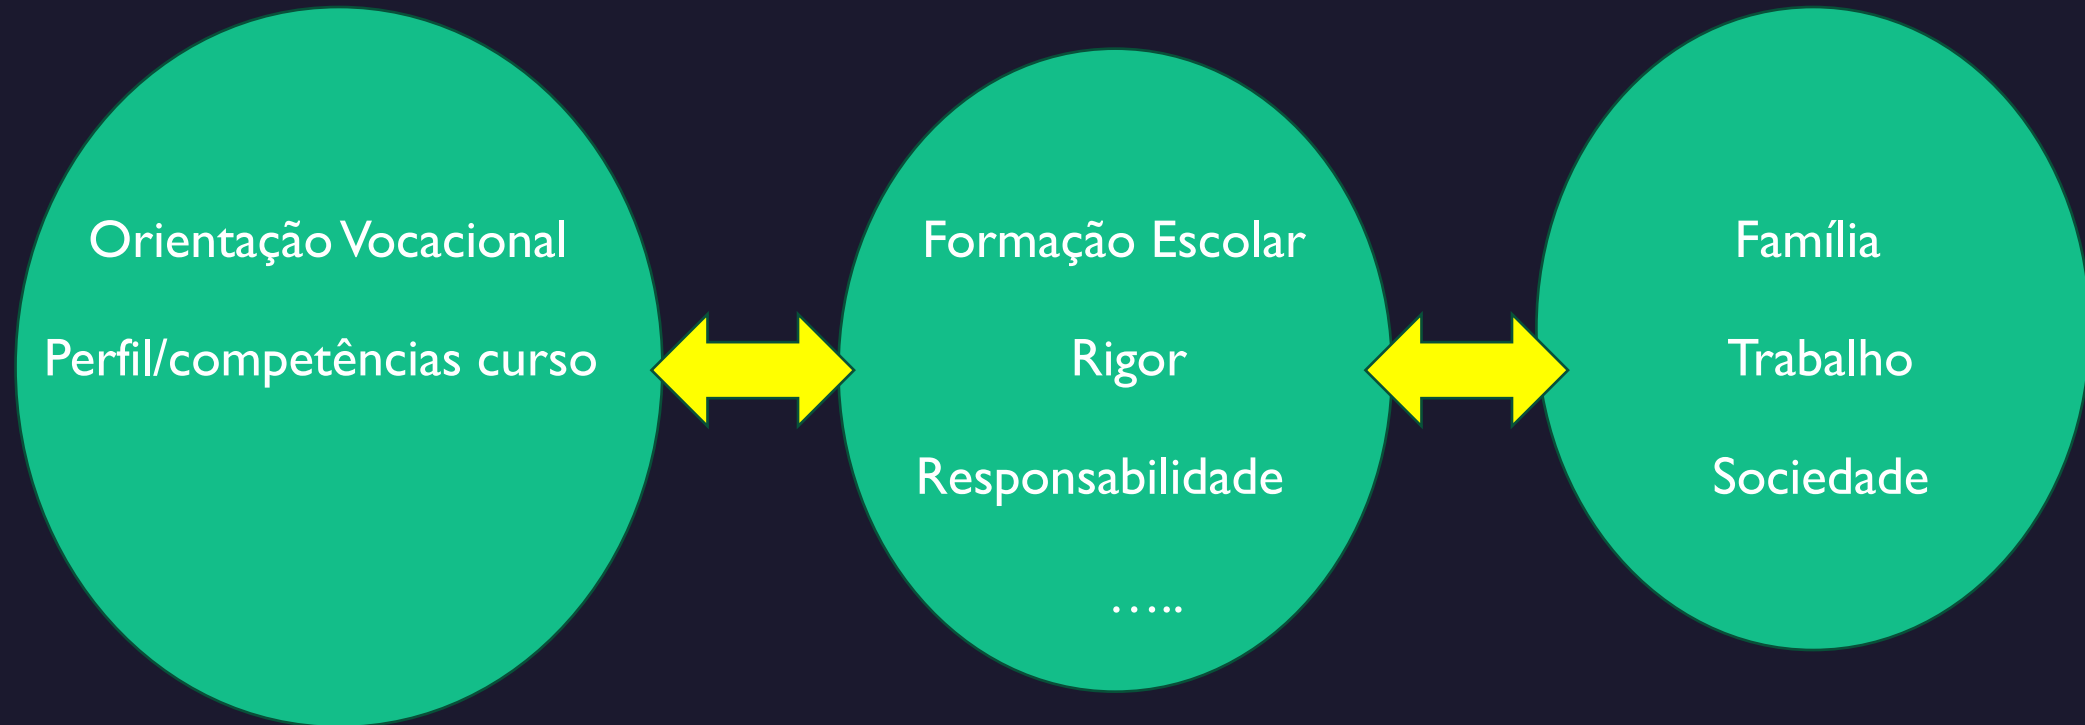 Orientação Vocacional
Perfil/competências curso
Formação Escolar
Rigor
Responsabilidade
…..
Família
Trabalho
Sociedade